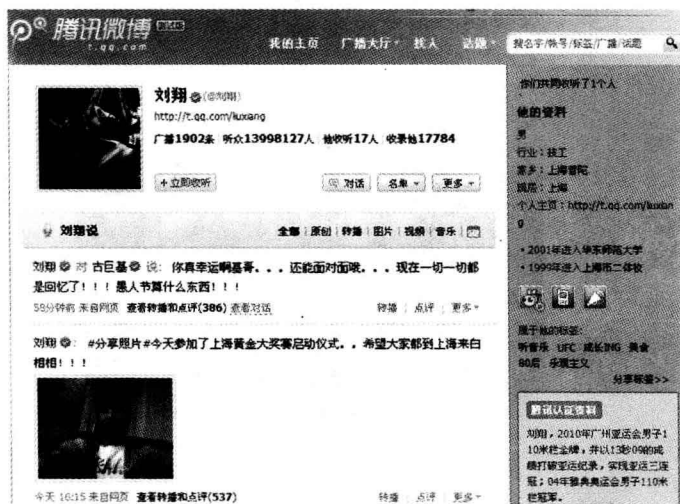 腾讯微博
t.qq.com
我的主页 广播大厅 找人 话题 搜名字/帐号/标签/广播/话题
刘翔 (@刘翔)
http://t.qq.com/liuxiang
广播1902条 听众13998127人 他收听17人 收录他17784
+立即收听 对话 名单 更多
刘翔说 全部 原创 转播 图片 视频 音乐
刘翔 对 古巨基 说: 你真幸运啊基哥...还能面对面哦...现在一切一切都
是回忆了!!!愚人节算什么东西!!!
58分钟前 来自网页 查看转播和点评(386) 查看对话 转播 点评 更多
刘翔: #分享照片#今天参加了上海黄金大奖赛启动仪式..希望大家都到上海来白
相相!!!
今天 16:15 来自网页 查看转播和点评(537) 转播 点评 更多
你们共同收听了1个人
他的资料
男
行业:技工
家乡:上海普陀
现居:上海
个人主页:http://t.qq.com/liuxian
g
·2001年进入华东师范大学
·1999年进入上海市二体校
属于他的标签:
听音乐 UFC 成长ING 美食
80后 乐观主义
分享标签>>
腾讯认证资料
刘翔,2010年广州亚运会男子1
10米栏金牌,并以13秒09的成
绩打破亚运纪录,实现亚运三连
冠;04年雅典奥运会男子110米
栏冠军。